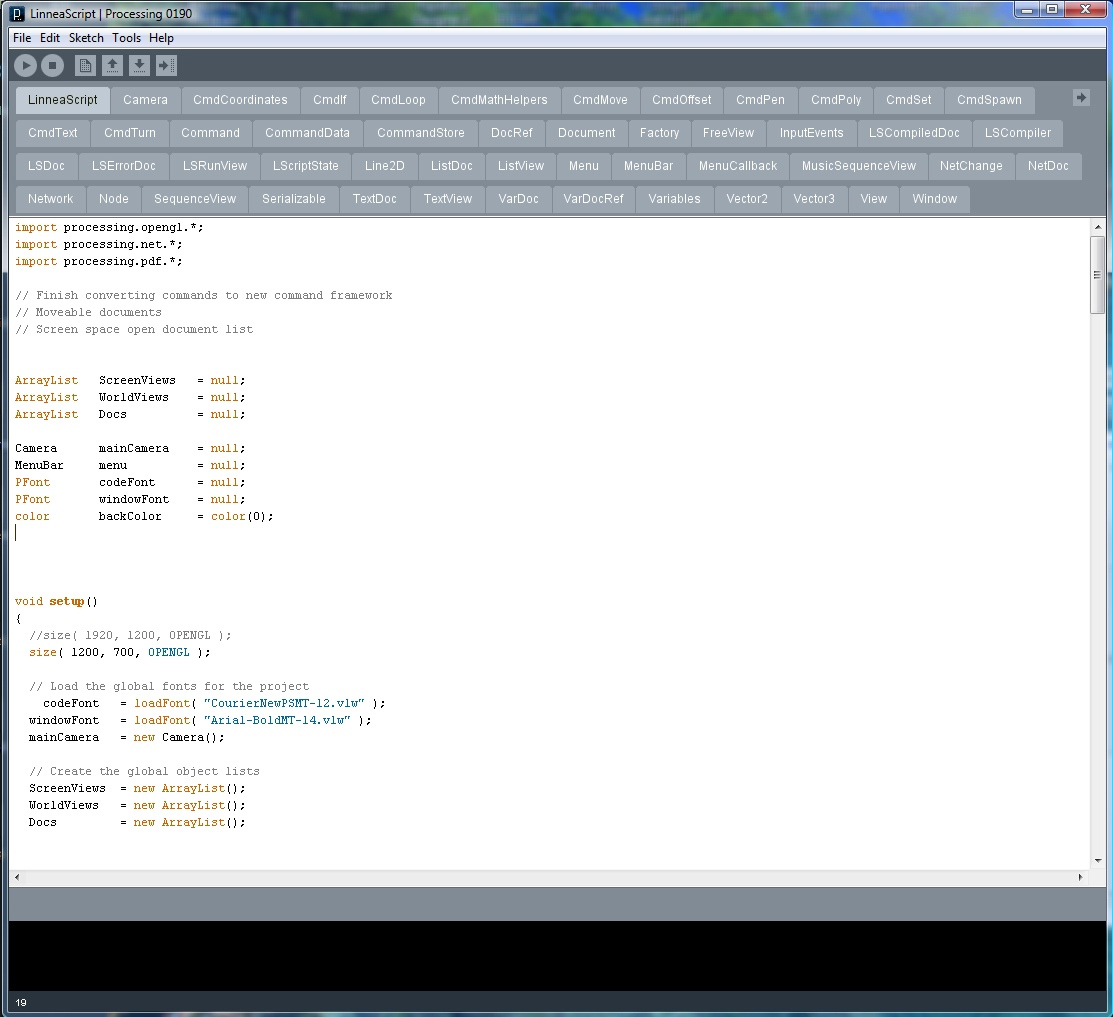 LinneaScript | Processing 0190
File Edit Sketch Tools Help
LinneaScript Camera CmdCoordinates CmdIf CmdLoop CmdMathHelpers CmdMove CmdOffset CmdPen CmdPoly CmdSet CmdSpawn
CmdText CmdTurn Command CommandData CommandStore DocRef Document Factory FreeView InputEvents LSCompiledDoc LSCompiler
LSDoc LSErrorDoc LSRunView LScriptState Line2D ListDoc ListView Menu MenuBar MenuCallback MusicSequenceView NetChange NetDoc
Network Node SequenceView Serializable TextDoc TextView VarDoc VarDocRef Variables Vector2 Vector3 View Window
import processing.opengl.*;
import processing.net.*;
import processing.pdf.*;
// Finish converting commands to new command framework
// Moveable documents
// Screen space open document list
ArrayList ScreenViews = null;
ArrayList WorldViews = null;
ArrayList Docs = null;
Camera mainCamera = null;
MenuBar menu = null;
PFont codeFont = null;
PFont windowFont = null;
color backColor = color(0);
void setup()
{
//size( 1920, 1200, OPENGL );
size( 1200, 700, OPENGL );
// Load the global fonts for the project
codeFont = loadFont( "CourierNewPSMT-12.vlw" );
windowFont = loadFont( "Arial-BoldMT-14.vlw" );
mainCamera = new Camera();
// Create the global object lists
ScreenViews = new ArrayList();
WorldViews = new ArrayList();
Docs = new ArrayList();
19